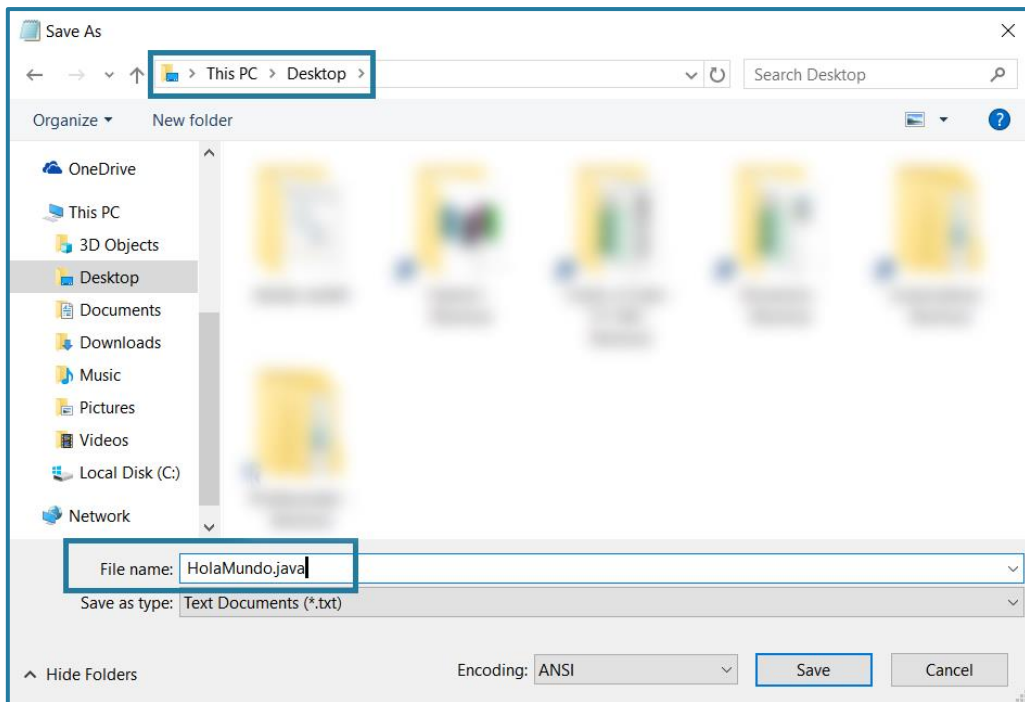 Save As
This PC > Desktop >
Search Desktop
Organize
New folder
OneDrive
This PC
3D Objects
Desktop
Documents
Downloads
Music
Pictures
Videos
Local Disk (C:)
Network
File name: HolaMundo.java
Save as type: Text Documents (*.txt)
Hide Folders
Encoding: ANSI
Save
Cancel